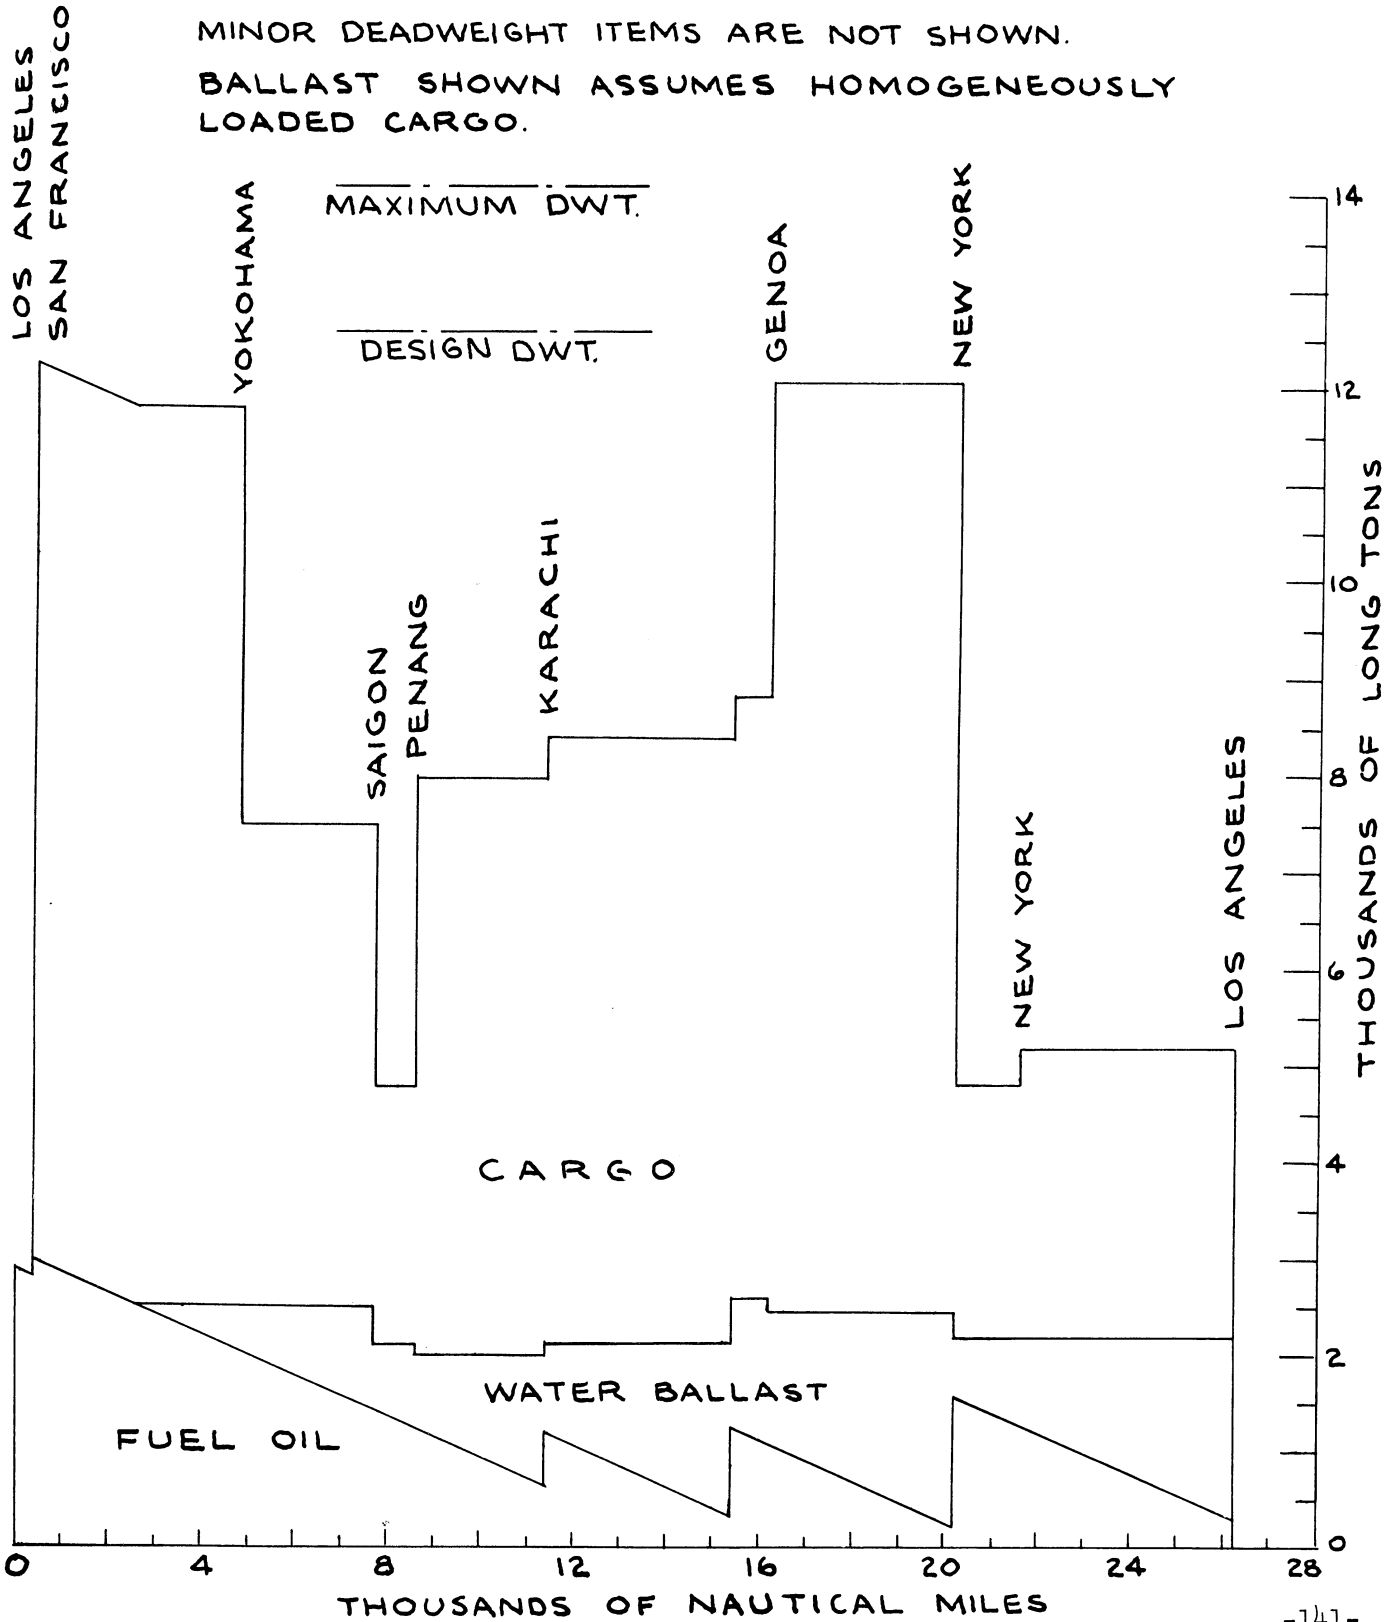 MINOR DEADWEIGHT ITEMS ARE NOT SHOWN.
BALLAST SHOWN ASSUMES HOMOGENEOUSLY
LOADED CARGO.
LOS ANGELES
SAN FRANCISCO
YOKOHAMA
MAXIMUM DWT.
DESIGN DWT.
SAIGON
PENANG
KARACHI
GENOA
NEW YORK
NEW YORK
LOS ANGELES
CARGO
WATER BALLAST
FUEL OIL
14
12
10
8
6
4
2
0
THOUSANDS OF LONG TONS
0 4 8 12 16 20 24 28
THOUSANDS OF NAUTICAL MILES
-141-